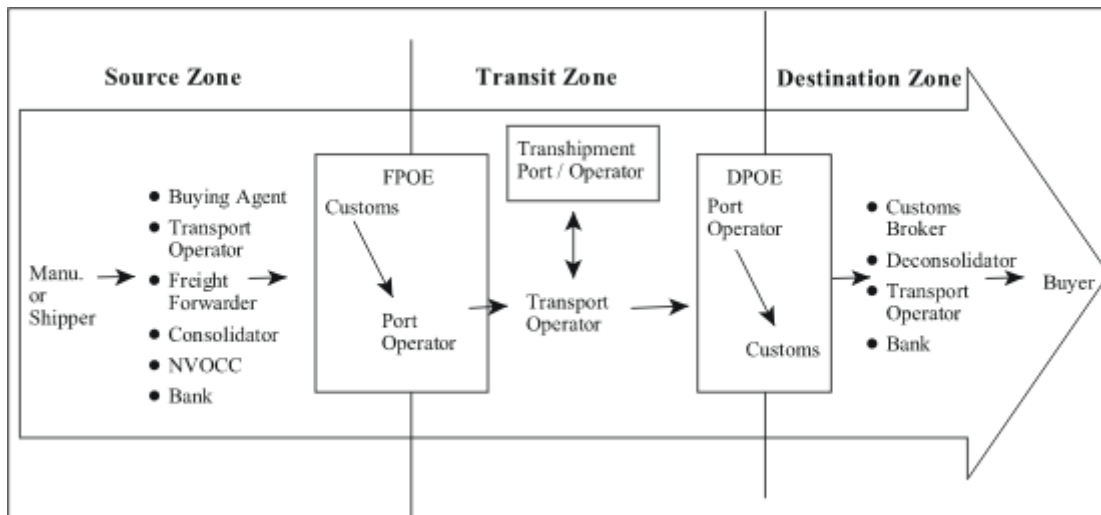 Source Zone
Transit Zone
Destination Zone
Manu.
or
Shipper
● Buying Agent
● Transport
Operator
● Freight
Forwarder
● Consolidator
● NVOCC
● Bank
FPOE
Customs
Port
Operator
Transhipment
Port / Operator
Transport
Operator
DPOE
Port
Operator
Customs
● Customs
Broker
● Deconsolidator
● Transport
Operator
● Bank
Buyer